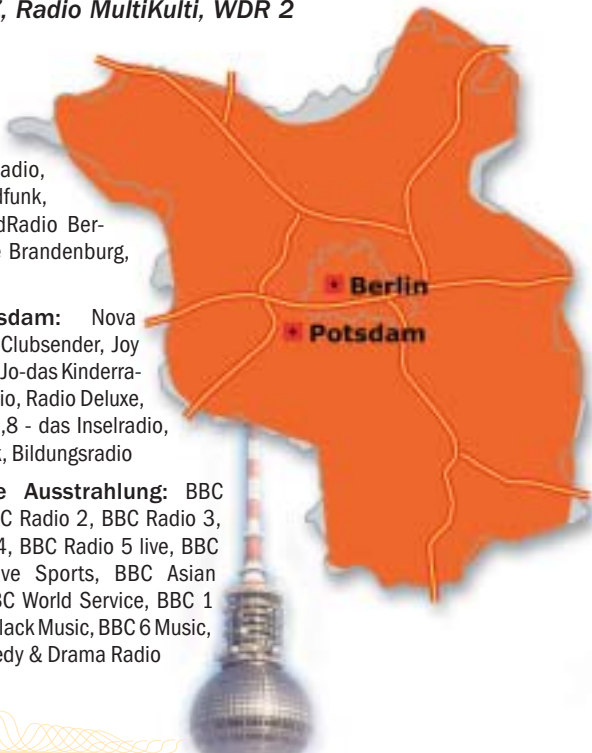 , Radio MultiKulti, WDR 2
adio,
dfunk,
dRadio Ber-
e Brandenburg,
sdam: Nova
Clubsender, Joy
Jo-das Kinderra-
io, Radio Deluxe,
,8 - das Inselradio,
k, Bildungsradio
e Ausstrahlung: BBC
C Radio 2, BBC Radio 3,
4, BBC Radio 5 live, BBC
ve Sports, BBC Asian
BC World Service, BBC 1
lack Music, BBC 6 Music,
edy & Drama Radio
Berlin
Potsdam